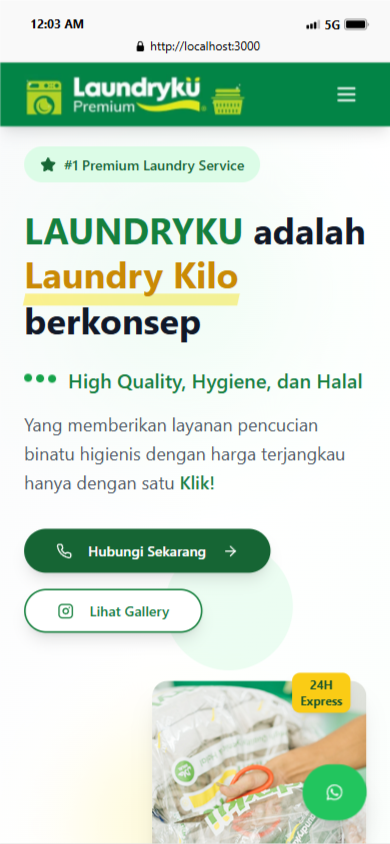 12:03 AM
5G
http://localhost:3000
Laundrykü
Premium
#1 Premium Laundry Service
LAUNDRYKU adalah
Laundry Kilo
berkonsep
High Quality, Hygiene, dan Halal
Yang memberikan layanan pencucian
binatu higienis dengan harga terjangkau
hanya dengan satu Klik!
Hubungi Sekarang
Lihat Gallery
24H
Express